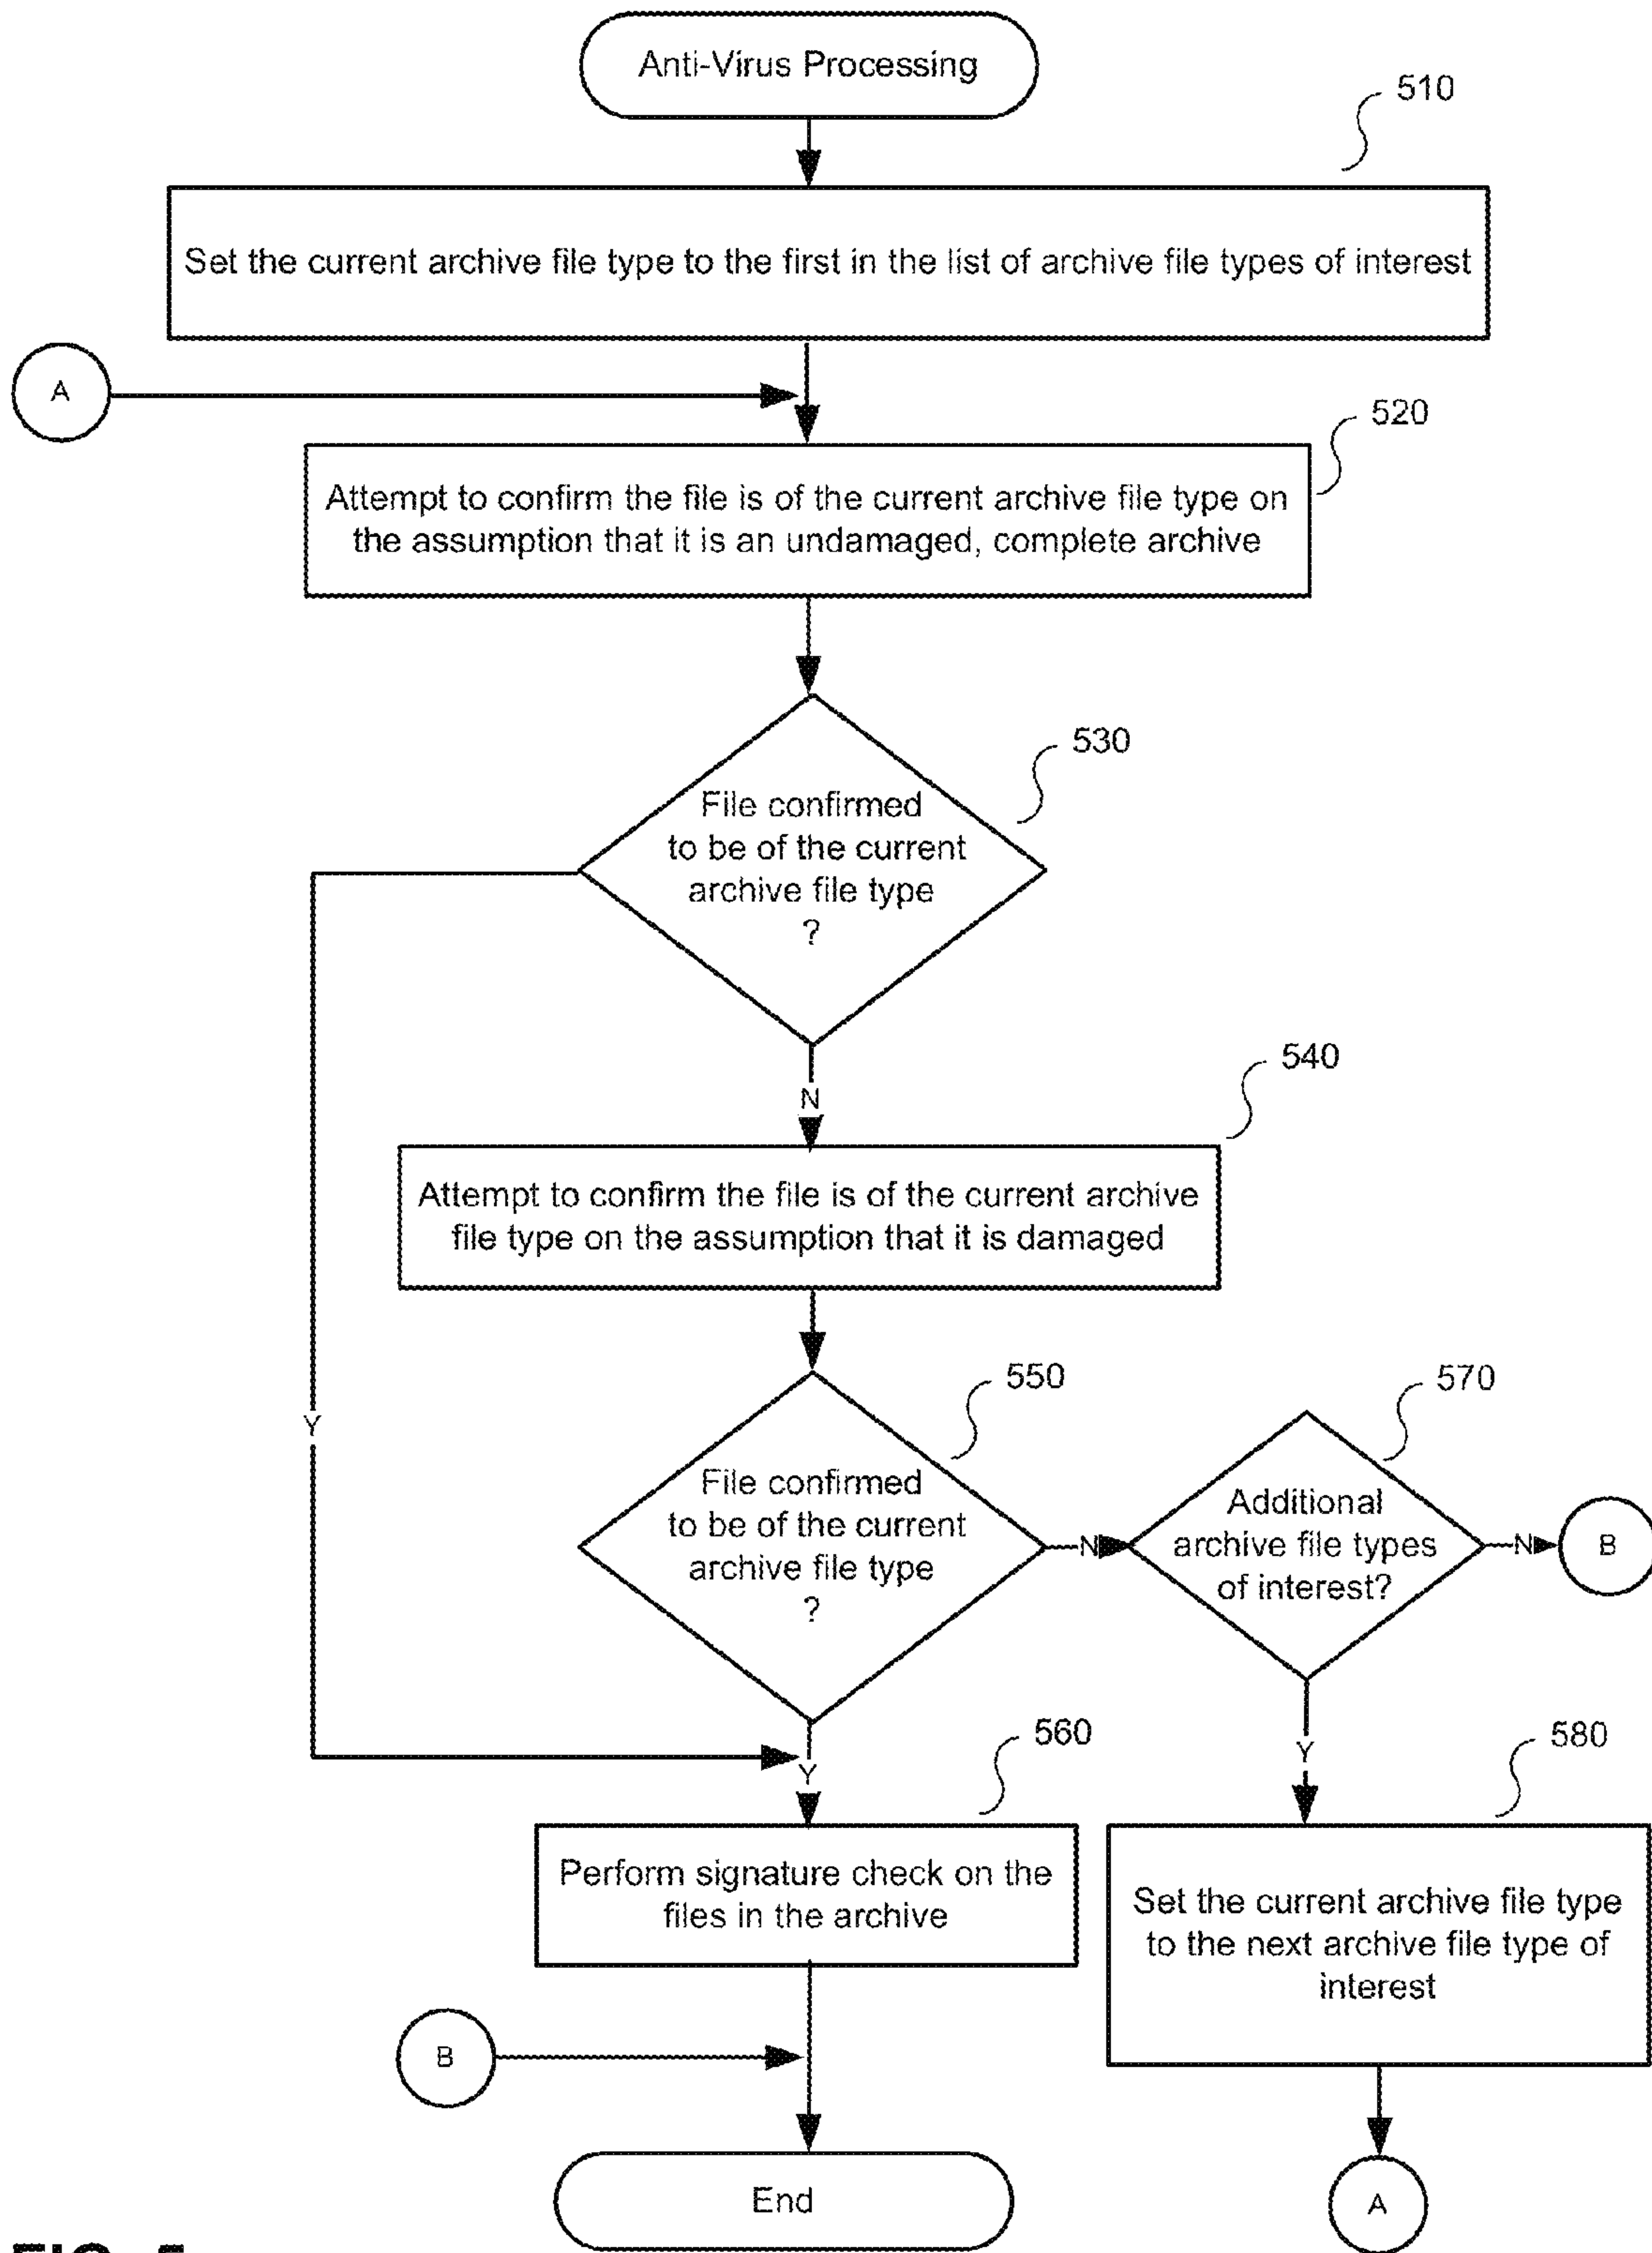 Anti-Virus Processing
510
Set the current archive file type to the first in the list of archive file types of interest
A
520
Attempt to confirm the file is of the current archive file type on
the assumption that it is an undamaged, complete archive
530
File confirmed
to be of the current
archive file type
?
N
540
Attempt to confirm the file is of the current archive
file type on the assumption that it is damaged
Y
550
File confirmed
to be of the current
archive file type
?
N
570
Additional
archive file types
of interest?
N
B
Y
560
Perform signature check on the
files in the archive
Y
580
Set the current archive file type
to the next archive file type of
interest
B
End
A